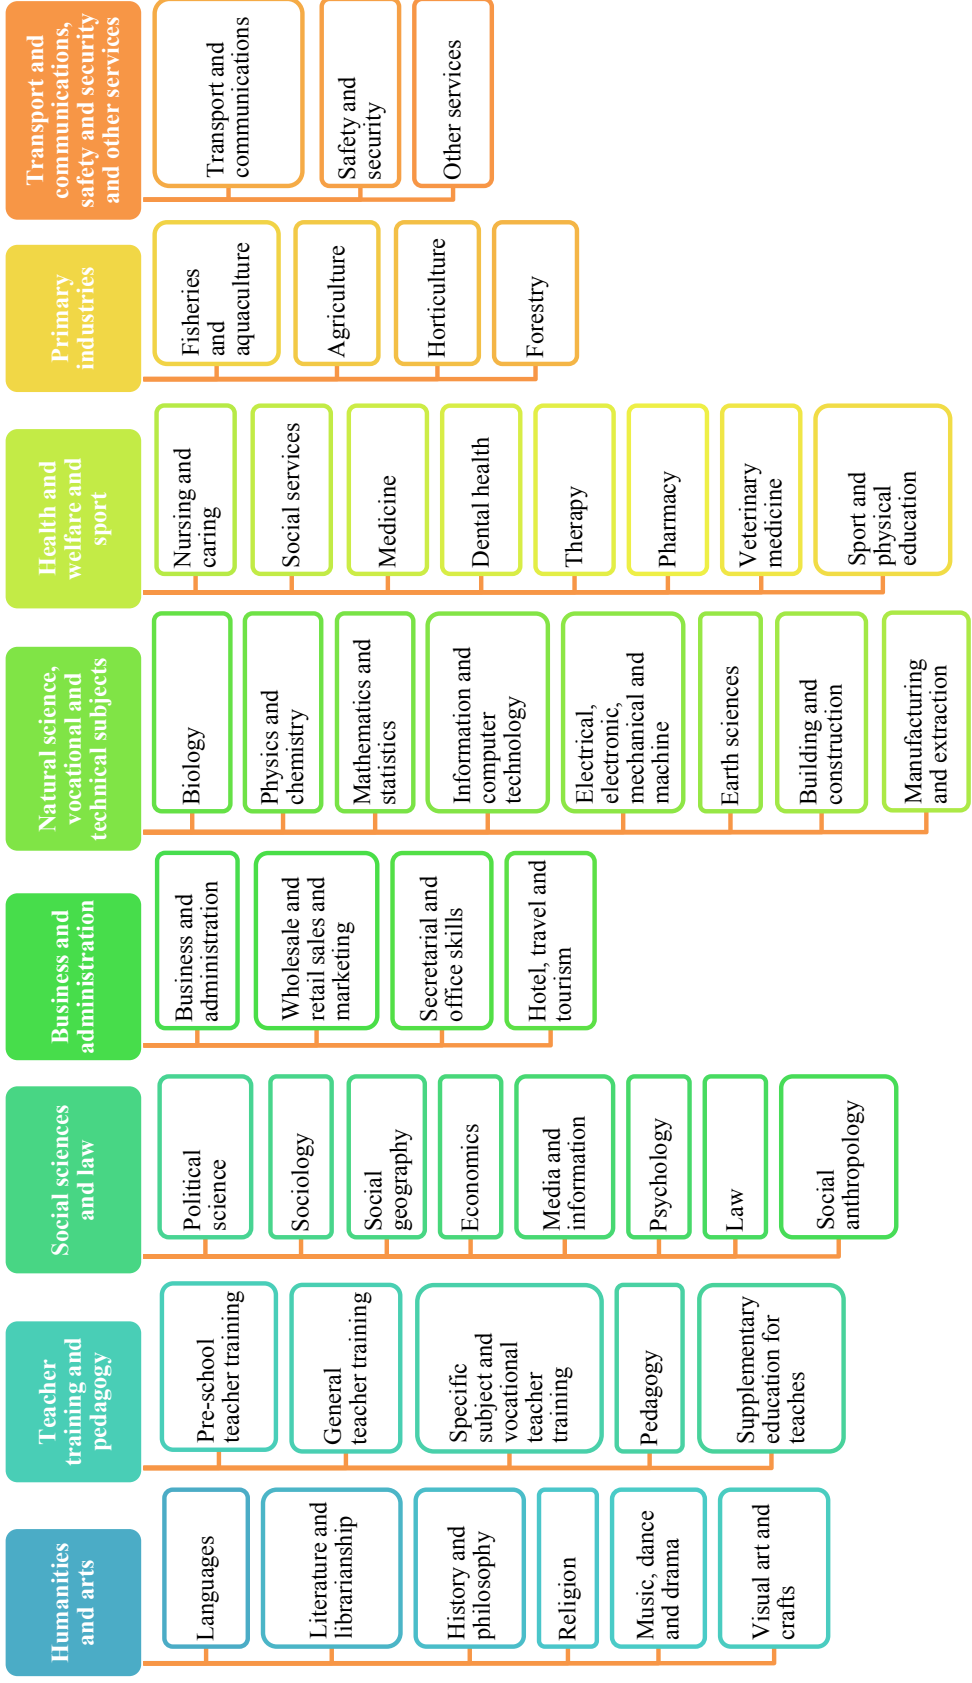 Humanities
and arts
Languages
Literature and
librarianship
History and
philosophy
Religion
Music, dance
and drama
Visual art and
crafts
Teacher
training and
pedagogy
Pre-school
teacher training
General
teacher training
Specific
subject and
vocational
teacher
training
Pedagogy
Supplementary
education for
teaches
Social sciences
and law
Political
science
Sociology
Social
geography
Economics
Media and
information
Psychology
Law
Social
anthropology
Business and
administration
Business and
administration
Wholesale and
retail sales and
marketing
Secretarial and
office skills
Hotel, travel and
tourism
Natural science,
vocational and
technical subjects
Biology
Physics and
chemistry
Mathematics and
statistics
Information and
computer
technology
Electrical,
electronic,
mechanical and
machine
Earth sciences
Building and
construction
Manufacturing
and extraction
Health and
welfare and
sport
Nursing and
caring
Social services
Medicine
Dental health
Therapy
Pharmacy
Veterinary
medicine
Sport and
physical
education
Primary
industries
Fisheries
and
aquaculture
Agriculture
Horticulture
Forestry
Transport and
communications,
safety and security
and other services
Transport and
communications
Safety and
security
Other services